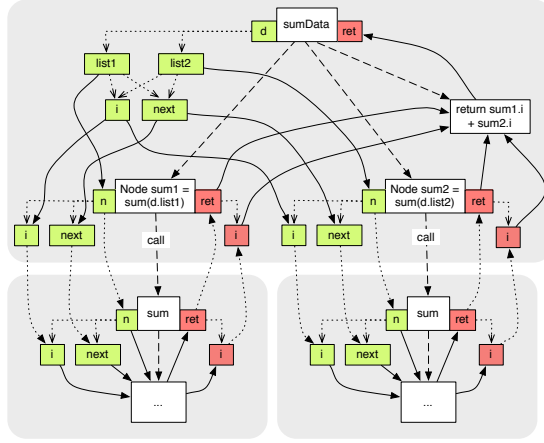 d sumData ret
list1 list2
i next
return sum1.i
+ sum2.i
n Node sum1 =
sum(d.list1) ret
n Node sum2 =
sum(d.list2) ret
i next i
i next i
call call
n sum ret
n sum ret
i next i
i next i
... ...